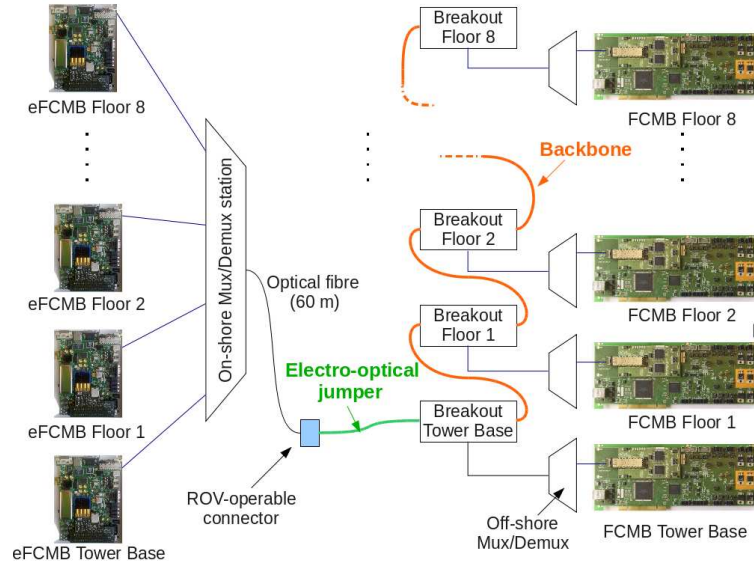 Breakout
Floor 8
eFCMB Floor 8
FCMB Floor 8
Backbone
On-shore Mux/Demux station
Breakout
Floor 2
eFCMB Floor 2
Optical fibre
(60 m)
FCMB Floor 2
Breakout
Floor 1
Electro-optical
jumper
eFCMB Floor 1
FCMB Floor 1
Breakout
Tower Base
ROV-operable
connector
Off-shore
Mux/Demux
FCMB Tower Base
eFCMB Tower Base